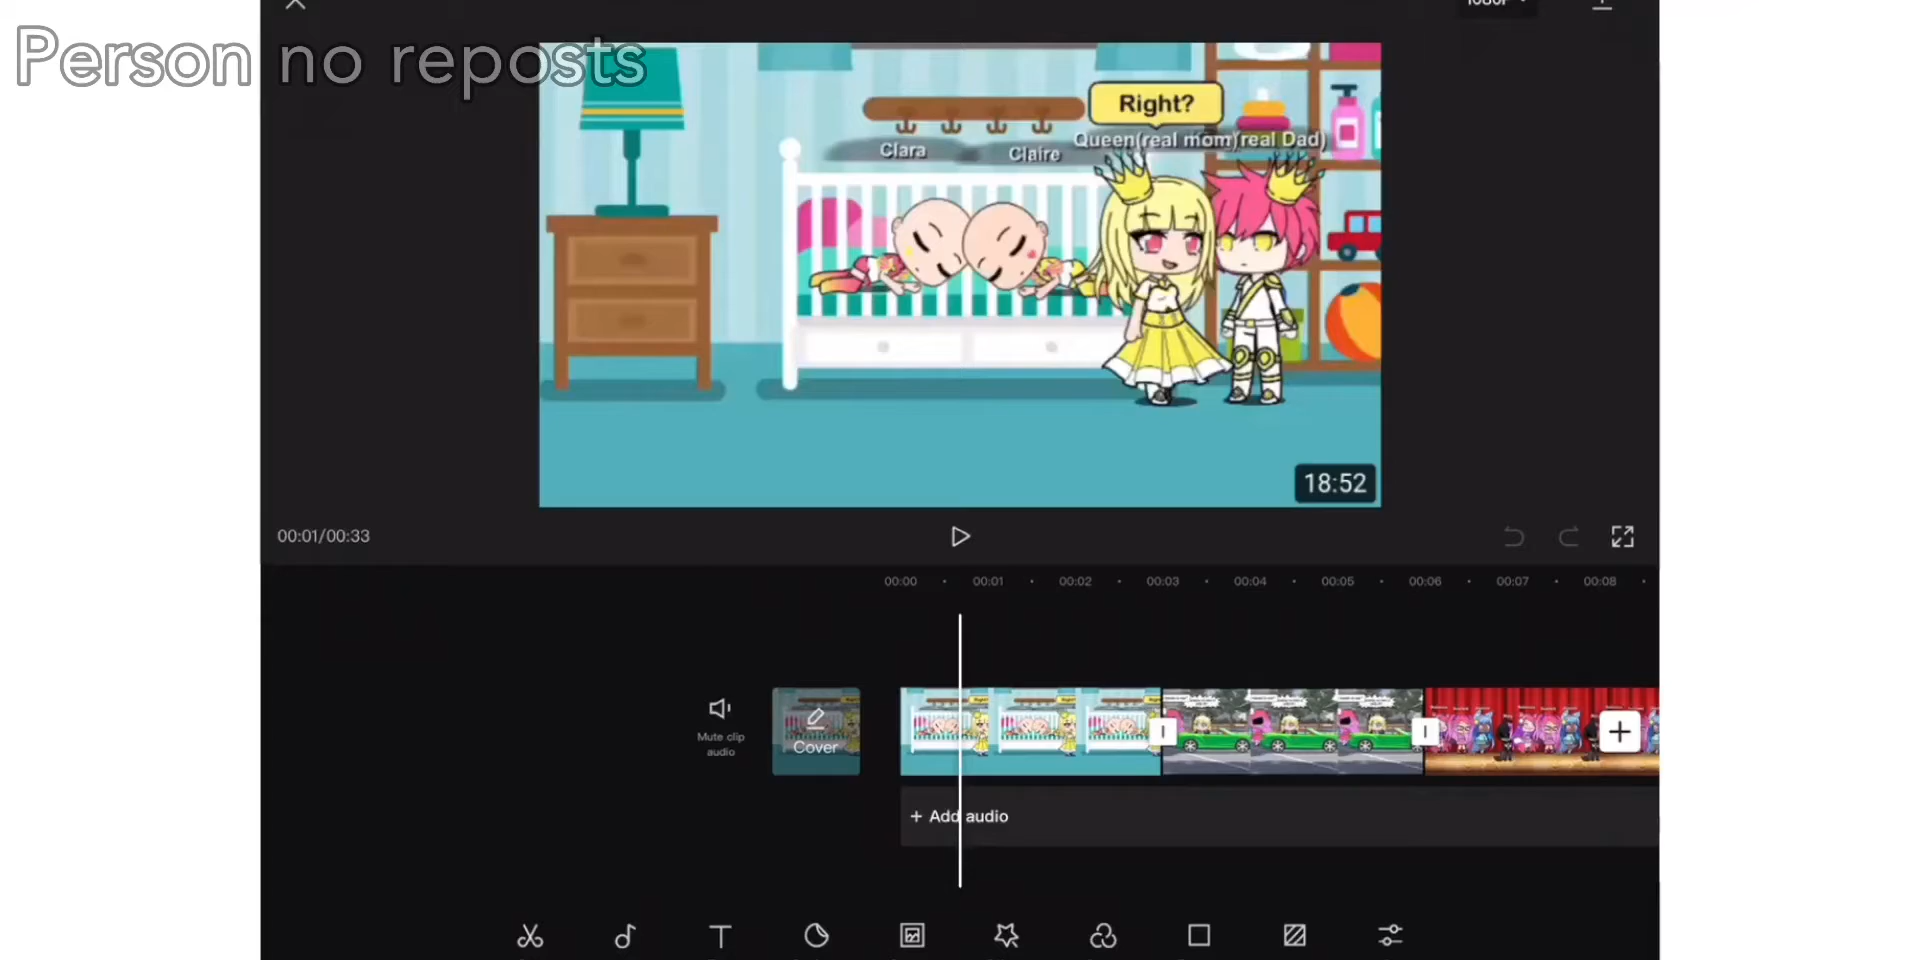 Person no reposts
Right?
Queen(real mom)(real Dad)
Clara
Claire
18:52
00:01/00:33
00:00 00:01 00:02 00:03 00:04 00:05 00:06 00:07 00:08
Mute clip
audio
Cover
+ Add audio